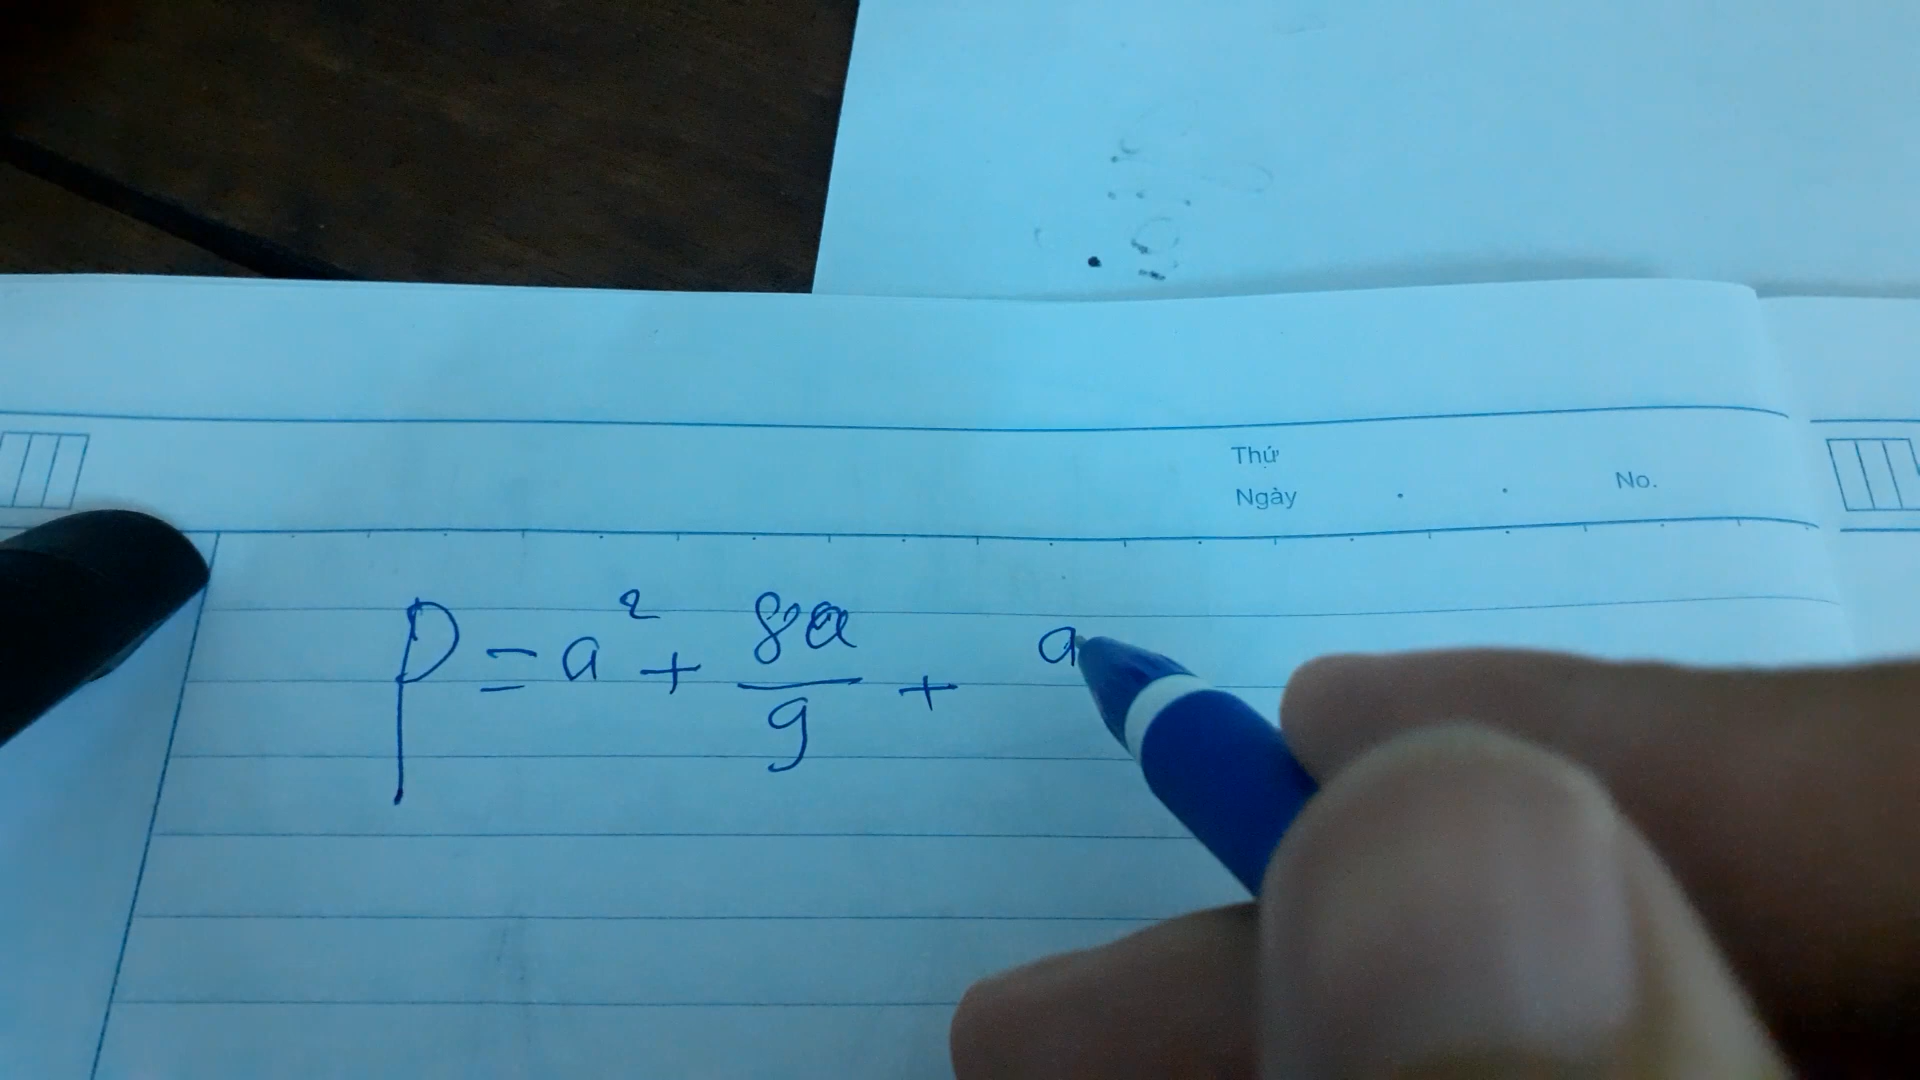 Thứ
Ngày . . No.
P = a² + 8a/9 + a